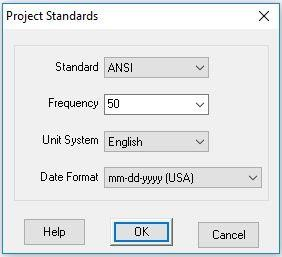 Project Standards
Standard ANSI
Frequency 50
Unit System English
Date Format mm-dd-yyyy (USA)
Help OK Cancel